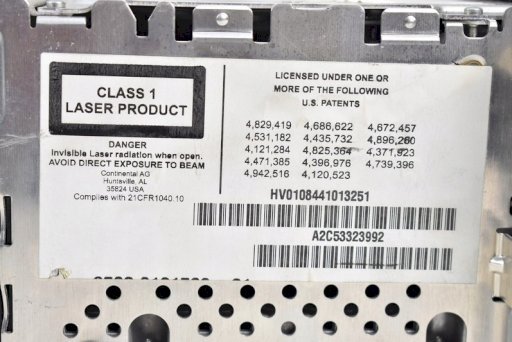 CLASS 1
LASER PRODUCT
DANGER
Invisible Laser radiation when open.
AVOID DIRECT EXPOSURE TO BEAM
Continental AG
Huntsville, AL
35824 USA
Complies with 21CFR1040.10
LICENSED UNDER ONE OR
MORE OF THE FOLLOWING
U.S. PATENTS
4,829,419 4,686,622 4,672,457
4,531,182 4,435,732 4,896,260
4,121,284 4,825,364 4,371,923
4,471,385 4,396,976 4,739,396
4,942,516 4,120,523
HV0108441013251
A2C53323992